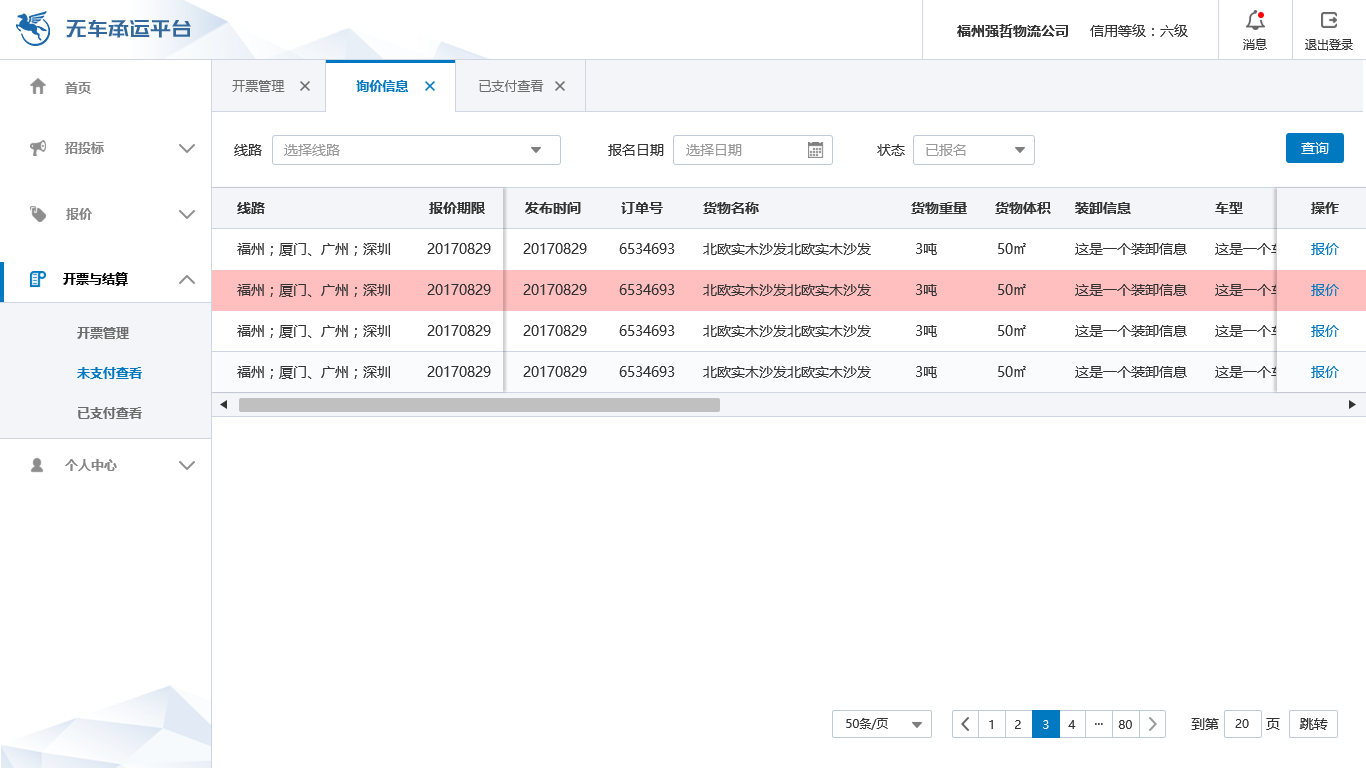 无车承运平台
福州强哲物流公司 信用等级：六级
消息
退出登录
首页
招投标
报价
开票与结算
开票管理
未支付查看
已支付查看
个人中心
开票管理 询价信息 已支付查看
线路 选择线路 报名日期 选择日期 状态 已报名 查询
线路 报价期限 发布时间 订单号 货物名称 货物重量 货物体积 装卸信息 车型 操作
福州；厦门、广州；深圳 20170829 20170829 6534693 北欧实木沙发北欧实木沙发 3吨 50㎡ 这是一个装卸信息 这是一个 报价
福州；厦门、广州；深圳 20170829 20170829 6534693 北欧实木沙发北欧实木沙发 3吨 50㎡ 这是一个装卸信息 这是一个 报价
福州；厦门、广州；深圳 20170829 20170829 6534693 北欧实木沙发北欧实木沙发 3吨 50㎡ 这是一个装卸信息 这是一个 报价
福州；厦门、广州；深圳 20170829 20170829 6534693 北欧实木沙发北欧实木沙发 3吨 50㎡ 这是一个装卸信息 这是一个 报价
50条/页 1 2 3 4 ··· 80 到第 20 页 跳转